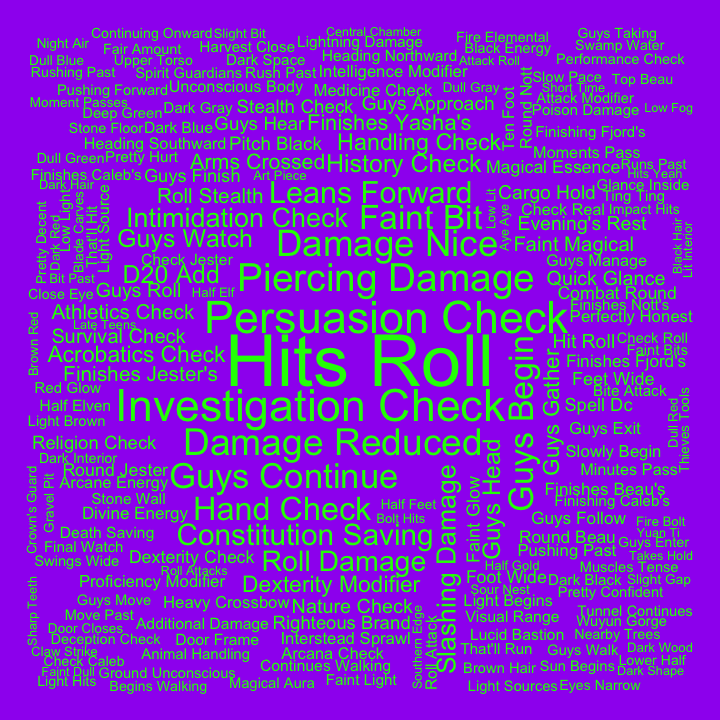 Continuing Onward
Slight Bit
Central Chamber
Night Air
Fair Amount
Harvest Close
Lightning Damage
Fire Elemental
Guys Taking
Dull Blue
Upper Torso
Dark Space
Heading Northward
Black Energy
Swamp Water
Attack Roll
Performance Check
Rushing Past
Spirit Guardians
Rush Past
Intelligence Modifier
Slow Pace
Top Beau
Pushing Forward
Unconscious Body
Medicine Check
Dull Gray
Short Time
Moment Passes
Dark Gray
Stealth Check
Guys Approach
Ten Foot
Round Nott
Attack Modifier
Poison Damage
Low Fog
Deep Green
Stone Floor
Dark Blue
Guys Hear
Finishes Yasha's
Finishing Fjord's
Heading Southward
Pitch Black
Handling Check
Moments Pass
Dull Green
Pretty Hurt
Arms Crossed
History Check
Magical Essence
Runs Past
Hits Yeah
Finishes Caleb's
Guys Finish
Art Piece
Glance Inside
Dark Hair
Roll Stealth
Leans Forward
Low Lit
Cargo Hold
Ting Ting
Pretty Decent
Dark Red
Low Light
Blade Carves
That'll Hit
Light Source
Intimidation Check
Faint Bit
Aye Aye
Check Real
Impact Hits
Evening's Rest
Guys Watch
Damage Nice
Faint Magical
Black Hair
Lit Interior
Check Jester
Guys Manage
Bit Past
D20 Add
Piercing Damage
Quick Glance
Close Eye
Guys Roll
Half Elf
Combat Round
Finishes Nott's
Athletics Check
Persuasion Check
Perfectly Honest
Late Teens
Brown Red
Survival Check
Hits Roll
Hit Roll
Check Roll
Faint Bits
Acrobatics Check
Guys Begin
Guys Gather
Finishes Fjord's
Finishes Jester's
Feet Wide
Red Glow
Bite Attack
Half Elven
Investigation Check
Spell Dc
Dull Red
Thieves Tools
Light Brown
Guys Exit
Religion Check
Damage Reduced
Slowly Begin
Dark Interior
Round Jester
Guys Continue
Guys Head
Minutes Pass
Arcane Energy
Finishes Beau's
Crown's Guard
Gravel Pit
Stone Wall
Hand Check
Half Feet
Slashing Damage
Faint Glow
Finishing Caleb's
Divine Energy
Bolt Hits
Guys Follow
Fire Bolt
Death Saving
Constitution Saving
Round Beau
Yuan Ti
Final Watch
Guys Enter
Swings Wide
Dexterity Check
Roll Damage
Pushing Past
Takes Hold
Roll Attacks
Half Gold
Muscles Tense
Proficiency Modifier
Dexterity Modifier
Foot Wide
Dark Black
Slight Gap
Sour Nest
Pretty Confident
Sharp Teeth
Guys Move
Heavy Crossbow
Nature Check
Light Begins
Tunnel Continues
Move Past
Additional Damage
Righteous Brand
Southern Edge
Roll Attack
Visual Range
Wuyun Gorge
Door Closes
Deception Check
Door Frame
Interstead Sprawl
Lucid Bastion
Nearby Trees
Claw Strike
Animal Handling
Arcana Check
That'll Run
Guys Walk
Dark Wood
Check Caleb
Continues Walking
Lower Half
Faint Dull
Ground Unconscious
Brown Hair
Sun Begins
Dark Shape
Light Hits
Begins Walking
Magical Aura
Faint Light
Light Sources
Eyes Narrow